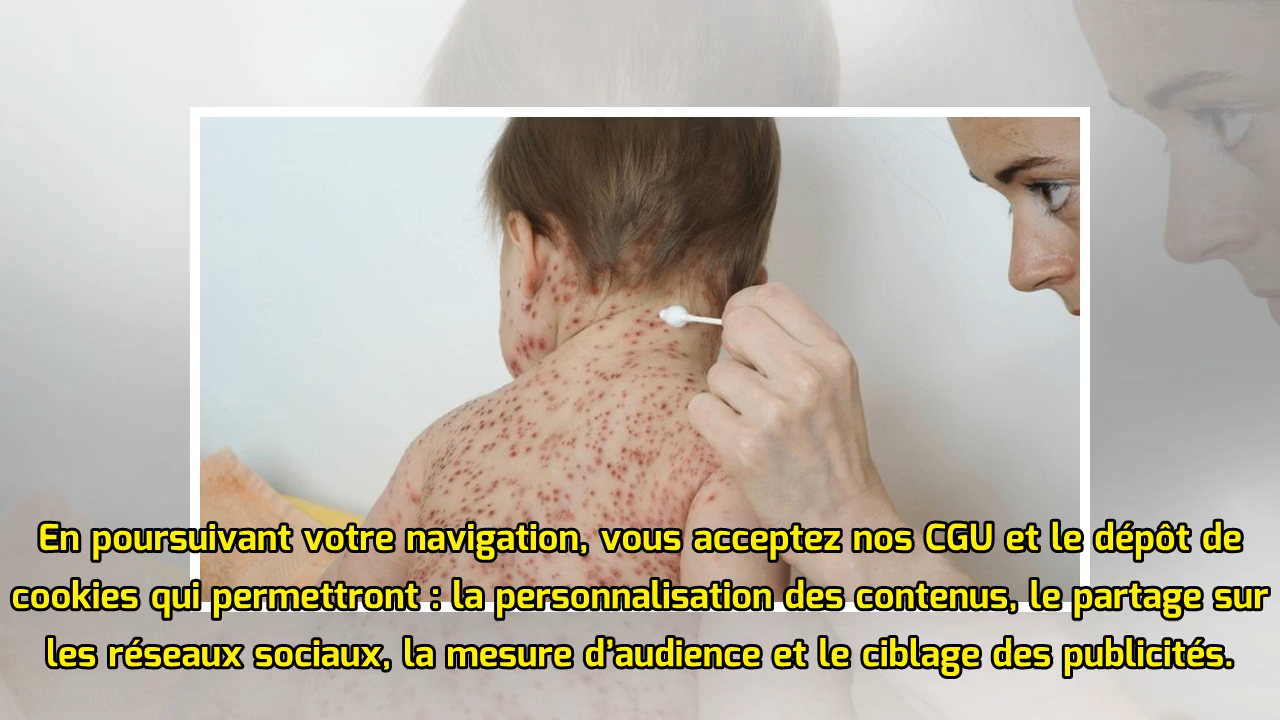 En poursuivant votre navigation, vous acceptez nos CGU et le dépôt de
cookies qui permettront : la personnalisation des contenus, le partage sur
les réseaux sociaux, la mesure d’audience et le ciblage des publicités.